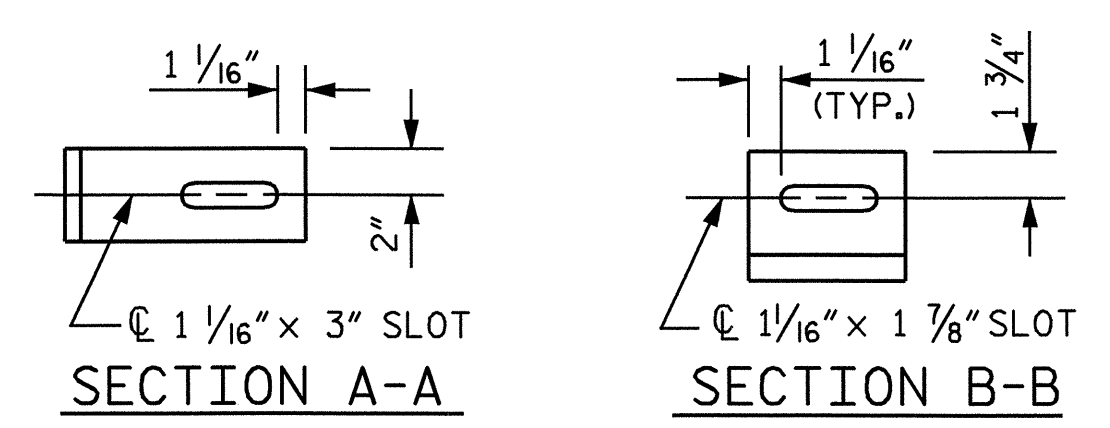 1 1/16"
2"
℄ 1 1/16" × 3" SLOT
SECTION A-A
1 1/16"
(TYP.)
1 3/4"
℄ 1 1/16" × 1 7/8" SLOT
SECTION B-B